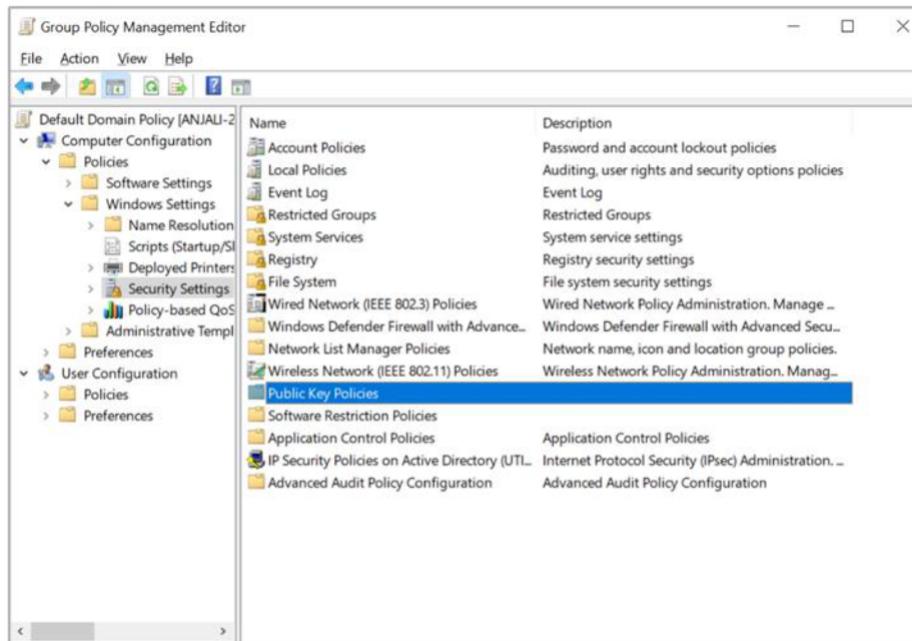 Group Policy Management Editor
File Action View Help
Default Domain Policy [ANJALI-2
Computer Configuration
Policies
Software Settings
Windows Settings
Name Resolution
Scripts (Startup/Sl
Deployed Printers
Security Settings
Policy-based QoS
Administrative Templ
Preferences
User Configuration
Policies
Preferences
Name Description
Account Policies Password and account lockout policies
Local Policies Auditing, user rights and security options policies
Event Log Event Log
Restricted Groups Restricted Groups
System Services System service settings
Registry Registry security settings
File System File system security settings
Wired Network (IEEE 802.3) Policies Wired Network Policy Administration. Manage ...
Windows Defender Firewall with Advance... Windows Defender Firewall with Advanced Secu...
Network List Manager Policies Network name, icon and location group policies.
Wireless Network (IEEE 802.11) Policies Wireless Network Policy Administration. Manag...
Public Key Policies
Software Restriction Policies
Application Control Policies Application Control Policies
IP Security Policies on Active Directory (UTI... Internet Protocol Security (IPsec) Administration. ...
Advanced Audit Policy Configuration Advanced Audit Policy Configuration